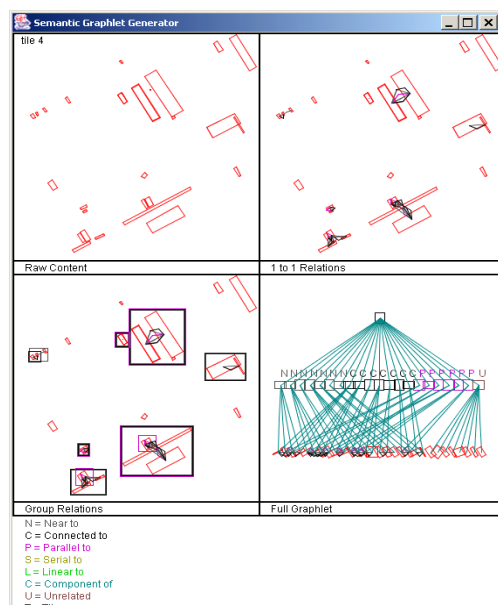 Semantic Graphlet Generator
tile 4
Raw Content
1 to 1 Relations
NNNNNNNCCCCCCCPPPPPPU
Group Relations
Full Graphlet
N = Near to
C = Connected to
P = Parallel to
S = Serial to
L = Linear to
C = Component of
U = Unrelated